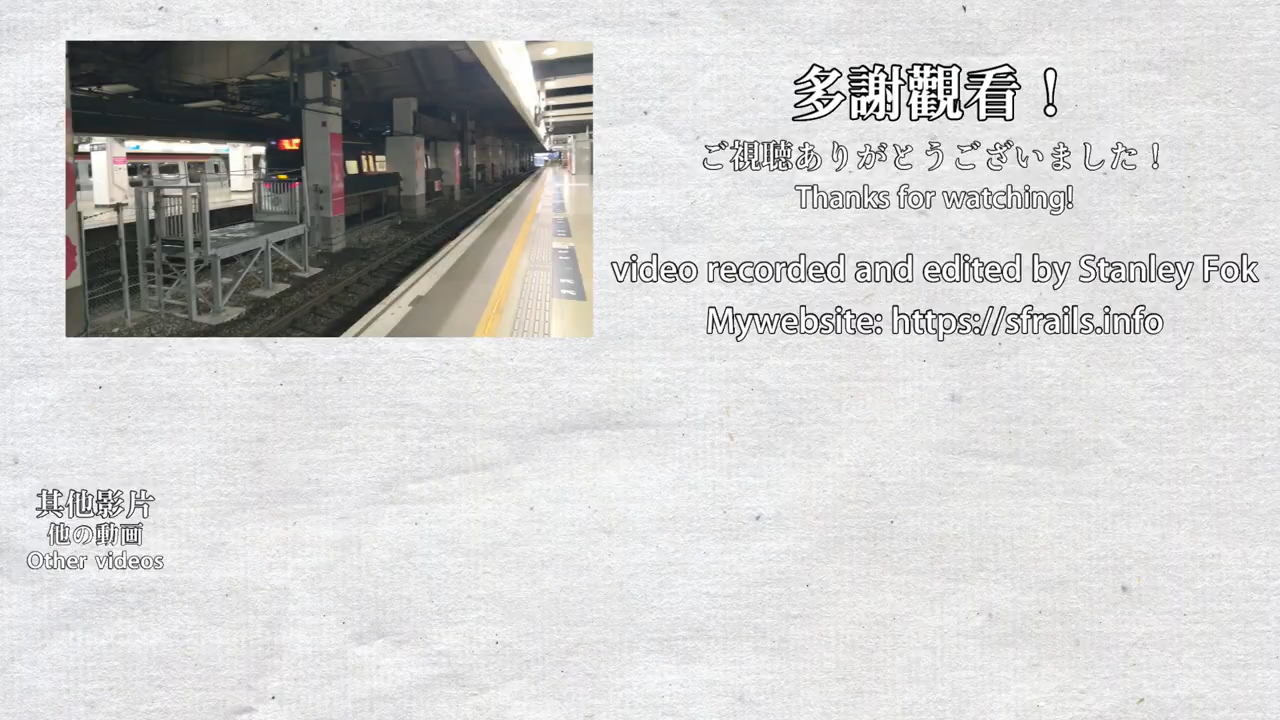 多謝觀看！
ご視聴ありがとうございました！
Thanks for watching!
video recorded and edited by Stanley Fok
Mywebsite: https://sfrails.info
其他影片
他の動画
Other videos